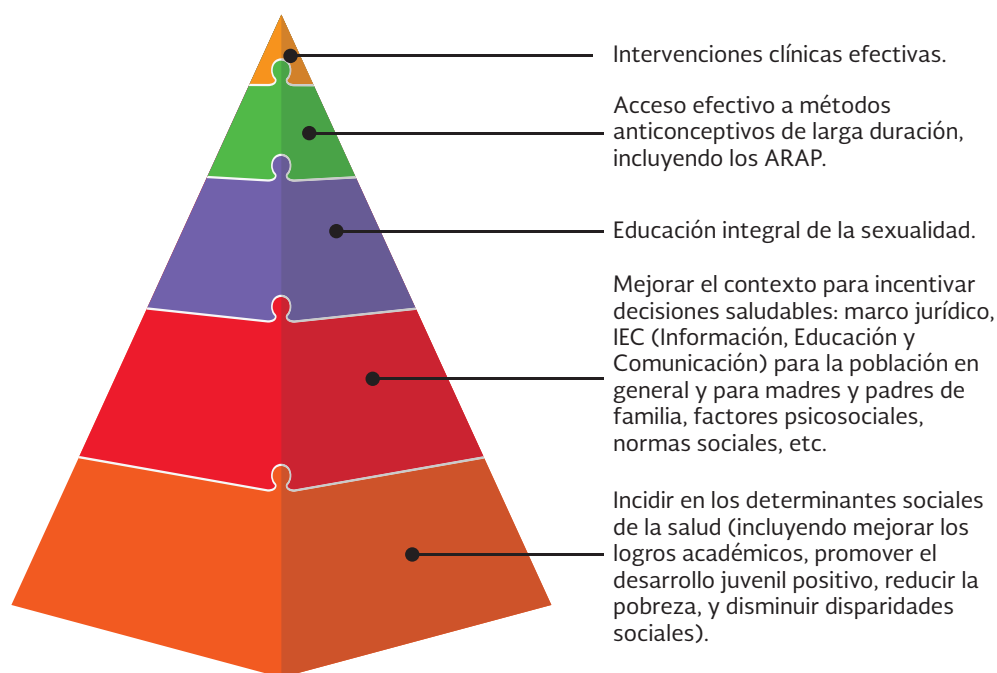 Intervenciones clínicas efectivas.
Acceso efectivo a métodos
anticonceptivos de larga duración,
incluyendo los ARAP.
Educación integral de la sexualidad.
Mejorar el contexto para incentivar
decisiones saludables: marco jurídico,
IEC (Información, Educación y
Comunicación) para la población en
general y para madres y padres de
familia, factores psicosociales,
normas sociales, etc.
Incidir en los determinantes sociales
de la salud (incluyendo mejorar los
logros académicos, promover el
desarrollo juvenil positivo, reducir la
pobreza, y disminuir disparidades
sociales).